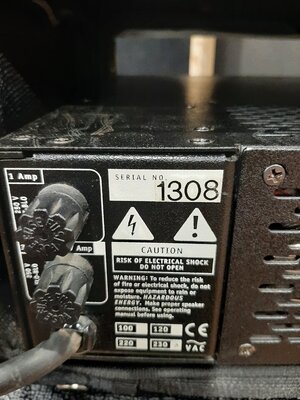 1 Amp
SERIAL NO.
1308
250 V
Amp
CAUTION
RISK OF ELECTRICAL SHOCK
DO NOT OPEN
WARNING: To reduce the risk
of fire or electrical shock, do not
expose equipment to rain or
moisture. HAZARDOUS
ENERGY. Make proper speaker
connections. See operating
manual before using.
100 120 CE
220 230 VAC